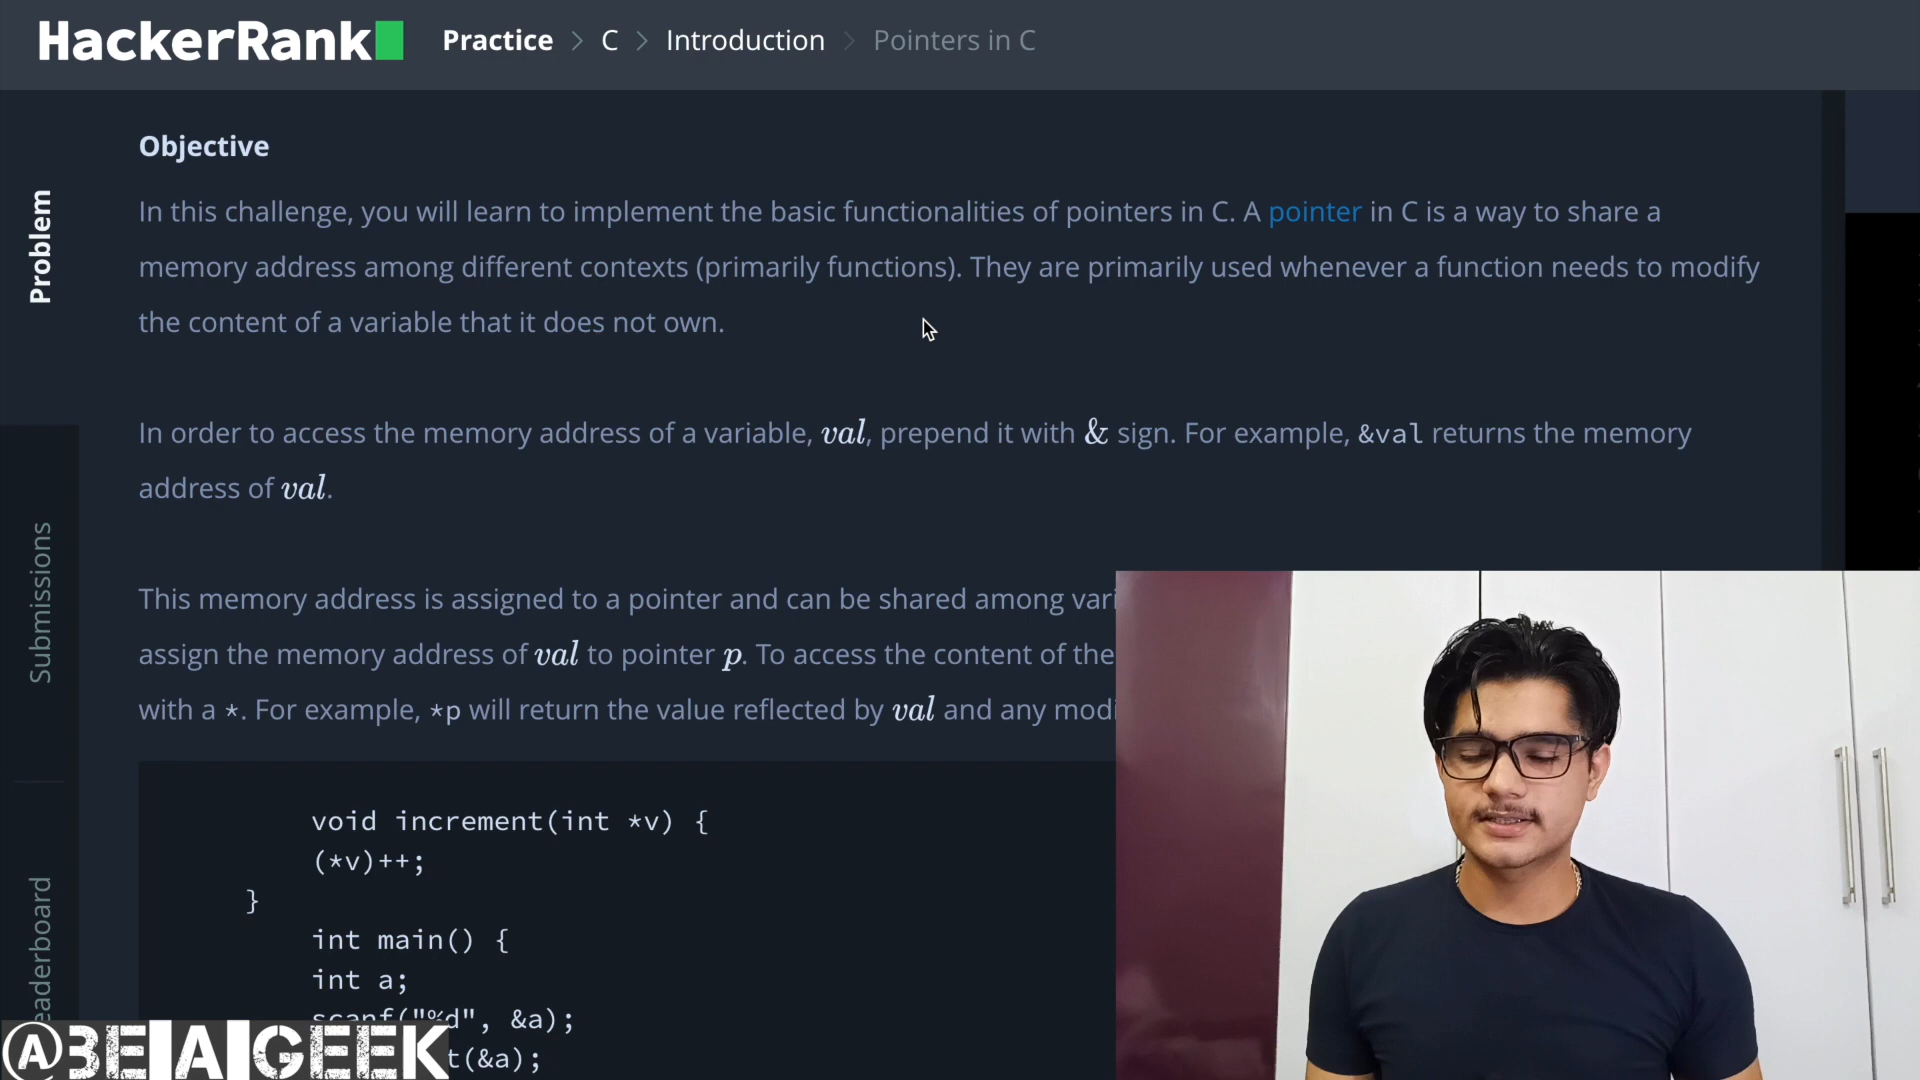 HackerRank
Practice > C > Introduction > Pointers in C
Problem
Submissions
Objective
In this challenge, you will learn to implement the basic functionalities of pointers in C. A pointer in C is a way to share a
memory address among different contexts (primarily functions). They are primarily used whenever a function needs to modify
the content of a variable that it does not own.
In order to access the memory address of a variable, val, prepend it with & sign. For example, &val returns the memory
address of val.
This memory address is assigned to a pointer and can be shared among
assign the memory address of val to pointer p. To access the content of the
with a *. For example, *p will return the value reflected by val and any
void increment(int *v) {
(*v)++;
}
int main() {
int a;
scanf("%d", &a);
t(&a);
@BE A GEEK